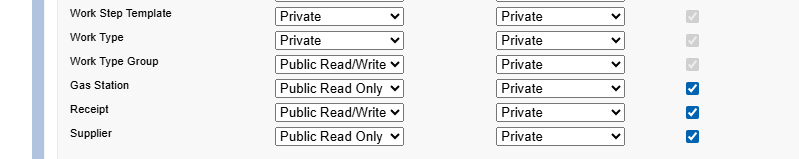 Work Step Template Private Private
Work Type Private Private
Work Type Group Public Read/Write Private
Gas Station Public Read Only Private
Receipt Public Read/Write Private
Supplier Public Read Only Private